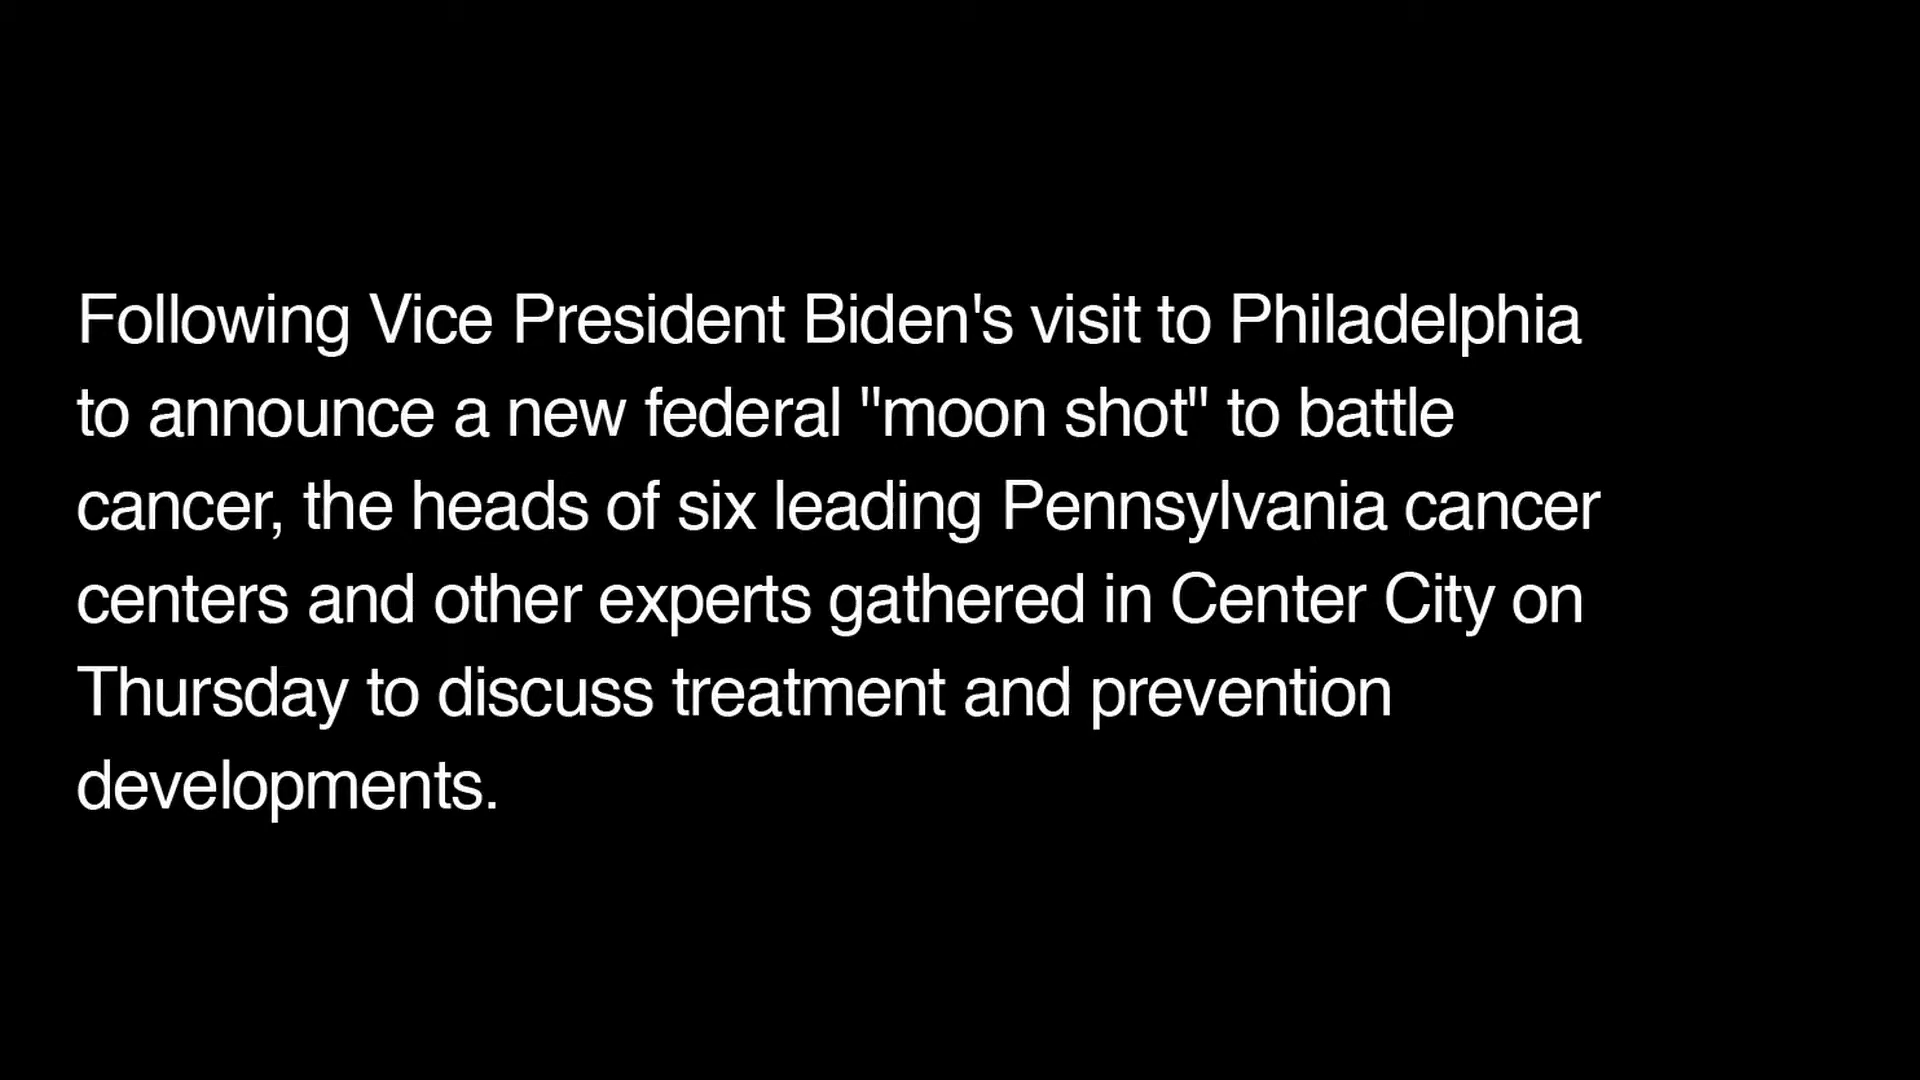 Following Vice President Biden's visit to Philadelphia
to announce a new federal "moon shot" to battle
cancer, the heads of six leading Pennsylvania cancer
centers and other experts gathered in Center City on
Thursday to discuss treatment and prevention
developments.